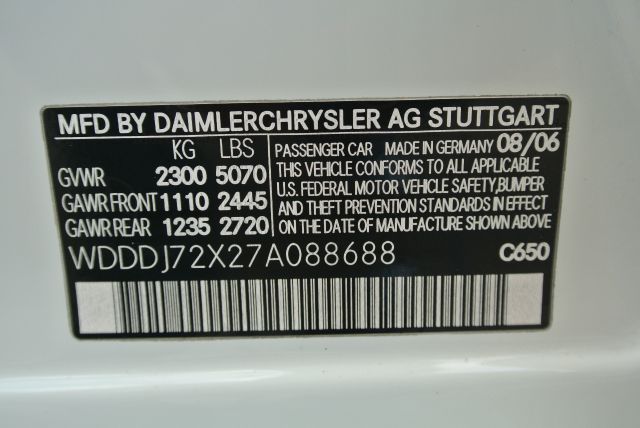 MFD BY DAIMLERCHRYSLER AG STUTTGART
KG LBS
GVWR 2300 5070
GAWR FRONT 1110 2445
GAWR REAR 1235 2720
PASSENGER CAR MADE IN GERMANY 08/06
THIS VEHICLE CONFORMS TO ALL APPLICABLE
U.S. FEDERAL MOTOR VEHICLE SAFETY, BUMPER
AND THEFT PREVENTION STANDARDS IN EFFECT
ON THE DATE OF MANUFACTURE SHOWN ABOVE
WDDDJ72X27A088688 C650